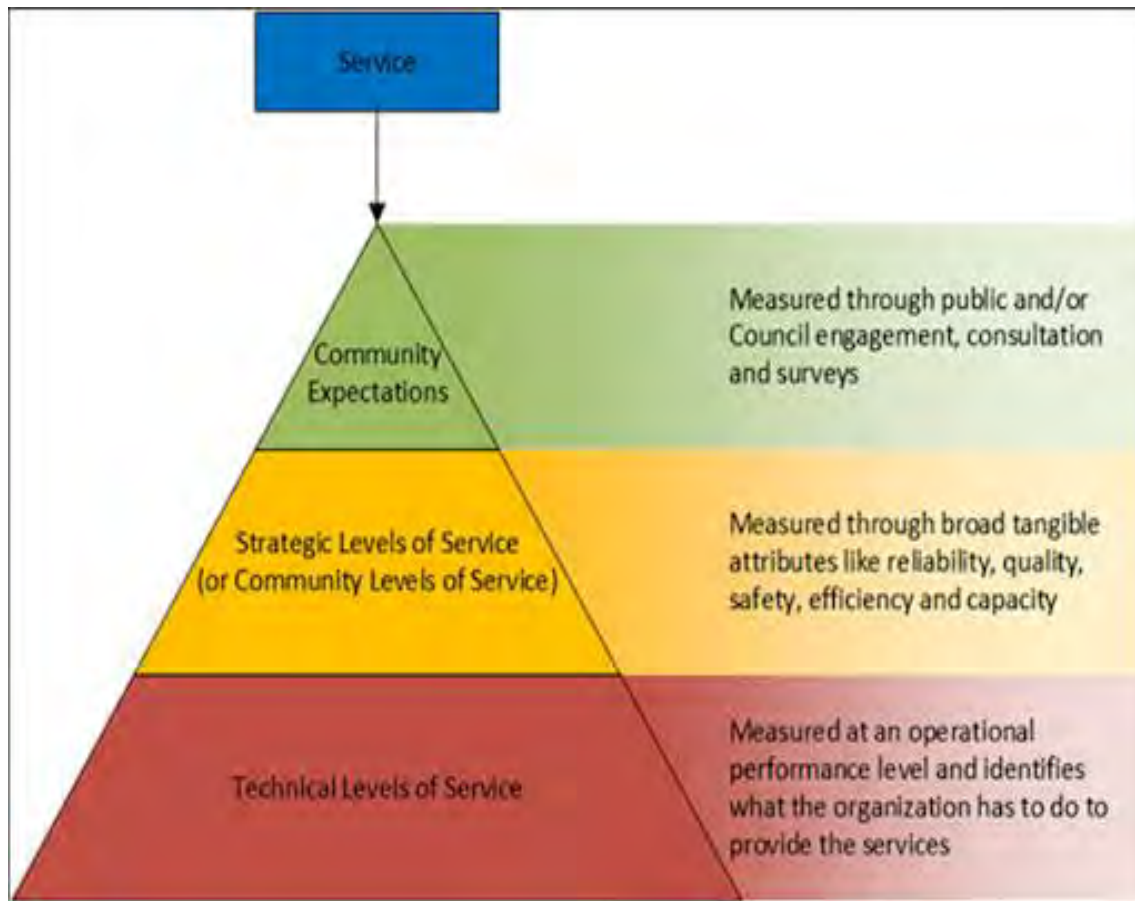 Service
Community
Expectations
Measured through public and/or
Council engagement, consultation
and surveys
Strategic Levels of Service
(or Community Levels of Service)
Measured through broad tangible
attributes like reliability, quality,
safety, efficiency and capacity
Technical Levels of Service
Measured at an operational
performance level and identifies
what the organization has to do to
provide the services